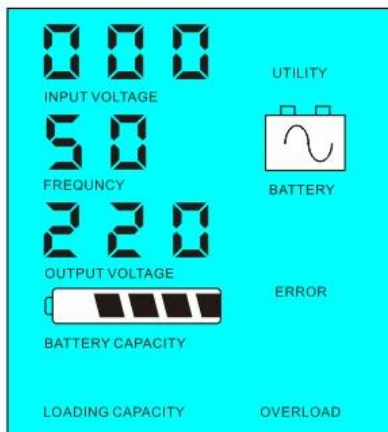 000
UTILITY
INPUT VOLTAGE
50
FREQUNCY
BATTERY
220
OUTPUT VOLTAGE
ERROR
BATTERY CAPACITY
LOADING CAPACITY
OVERLOAD